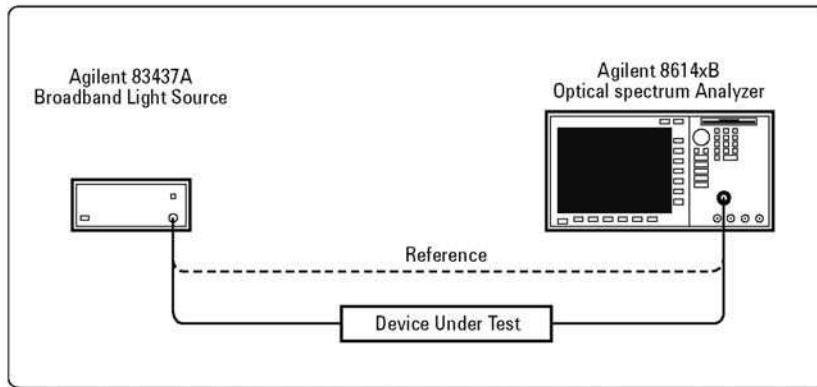 Agilent 83437A
Broadband Light Source
Agilent 8614xB
Optical spectrum Analyzer
Reference
Device Under Test